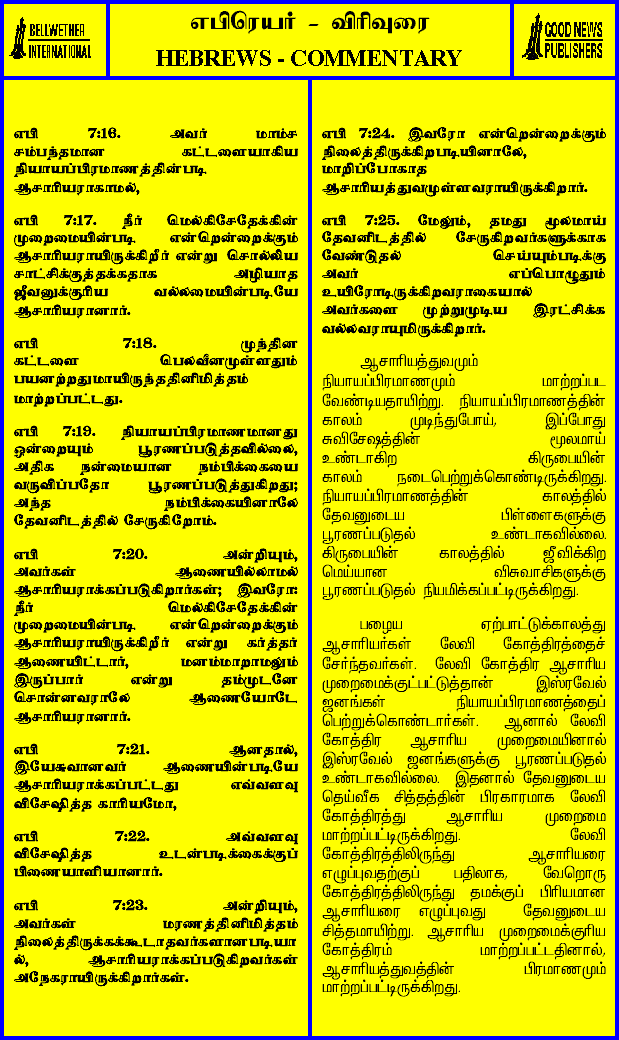 BELLWETHER
INTERNATIONAL
எபிரெயர் - விரிவுரை
HEBREWS - COMMENTARY
GOOD NEWS
PUBLISHERS
எபி 7:16. அவர் மாம்ச
சம்பந்தமான கட்டளையாகிய
நியாயப்பிரமாணத்தின்படி
ஆசாரியராகாமல்,
எபி 7:17. நீர் மெல்கிசேதேக்கின்
முறைமையின்படி என்றென்றைக்கும்
ஆசாரியராயிருக்கிறீர் என்று சொல்லிய
சாட்சிக்குத்தக்கதாக அழியாத
ஜீவனுக்குரிய வல்லமையின்படியே
ஆசாரியரானார்.
எபி 7:18. முந்தின
கட்டளை பெலவீனமுள்ளதும்
பயனற்றதுமாயிருந்ததினிமித்தம்
மாற்றப்பட்டது.
எபி 7:19. நியாயப்பிரமாணமானது
ஒன்றையும் பூரணப்படுத்தவில்லை,
அதிக நன்மையான நம்பிக்கையை
வருவிப்பதோ பூரணப்படுத்துகிறது;
அந்த நம்பிக்கையினாலே
தேவனிடத்தில் சேருகிறோம்.
எபி 7:20. அன்றியும்,
அவர்கள் ஆணையில்லாமல்
ஆசாரியராக்கப்படுகிறார்கள்; இவரோ:
நீர் மெல்கிசேதேக்கின்
முறைமையின்படி என்றென்றைக்கும்
ஆசாரியராயிருக்கிறீர் என்று கர்த்தர்
ஆணையிட்டார், மனம்மாறாமலும்
இருப்பார் என்று தம்முடனே
சொன்னவராலே ஆணையோடே
ஆசாரியரானார்.
எபி 7:21. ஆனதால்,
இயேசுவானவர் ஆணையின்படியே
ஆசாரியராக்கப்பட்டது எவ்வளவு
விசேஷித்த காரியமோ,
எபி 7:22. அவ்வளவு
விசேஷித்த உடன்படிக்கைக்குப்
பிணையாளியானார்.
எபி 7:23. அன்றியும்,
அவர்கள் மரணத்தினிமித்தம்
நிலைத்திருக்கக்கூடாதவர்களானபடியா
ல், ஆசாரியராக்கப்படுகிறவர்கள்
அநேகராயிருக்கிறார்கள்.
எபி 7:24. இவரோ என்றென்றைக்கும்
நிலைத்திருக்கிறபடியினாலே,
மாறிப்போகாத
ஆசாரியத்துவமுள்ளவராயிருக்கிறார்.
எபி 7:25. மேலும், தமது மூலமாய்
தேவனிடத்தில் சேருகிறவர்களுக்காக
வேண்டுதல் செய்யும்படிக்கு
அவர் எப்பொழுதும்
உயிரோடிருக்கிறவராகையால்
அவர்களை முற்றுமுடிய இரட்சிக்க
வல்லவராயுமிருக்கிறார்.
ஆசாரியத்துவமும்
நியாயப்பிரமாணமும் மாற்றப்பட
வேண்டியதாயிற்று. நியாயப்பிரமாணத்தின்
காலம் முடிந்துபோய், இப்போது
சுவிசேஷத்தின் மூலமாய்
உண்டாகிற கிருபையின்
காலம் நடைபெற்றுக்கொண்டிருக்கிறது.
நியாயப்பிரமாணத்தின் காலத்தில்
தேவனுடைய பிள்ளைகளுக்கு
பூரணப்படுதல் உண்டாகவில்லை.
கிருபையின் காலத்தில் ஜீவிக்கிற
மெய்யான விசுவாசிகளுக்கு
பூரணப்படுதல் நியமிக்கப்பட்டிருக்கிறது.
பழைய ஏற்பாட்டுக்காலத்து
ஆசாரியர்கள் லேவி கோத்திரத்தைச்
சேர்ந்தவர்கள். லேவி கோத்திர ஆசாரிய
முறைமைக்குட்பட்டுத்தான் இஸ்ரவேல்
ஜனங்கள் நியாயப்பிரமாணத்தைப்
பெற்றுக்கொண்டார்கள். ஆனால் லேவி
கோத்திர ஆசாரிய முறைமையினால்
இஸ்ரவேல் ஜனங்களுக்கு பூரணப்படுதல்
உண்டாகவில்லை. இதனால் தேவனுடைய
தெய்வீக சித்தத்தின் பிரகாரமாக லேவி
கோத்திரத்து ஆசாரிய முறைமை
மாற்றப்பட்டிருக்கிறது. லேவி
கோத்திரத்திலிருந்து ஆசாரியரை
எழுப்புவதற்குப் பதிலாக, வேறொரு
கோத்திரத்திலிருந்து தமக்குப் பிரியமான
ஆசாரியரை எழுப்புவது தேவனுடைய
சித்தமாயிற்று. ஆசாரிய முறைமைக்குரிய
கோத்திரம் மாற்றப்பட்டதினால்,
ஆசாரியத்துவத்தின் பிரமாணமும்
மாற்றப்பட்டிருக்கிறது.